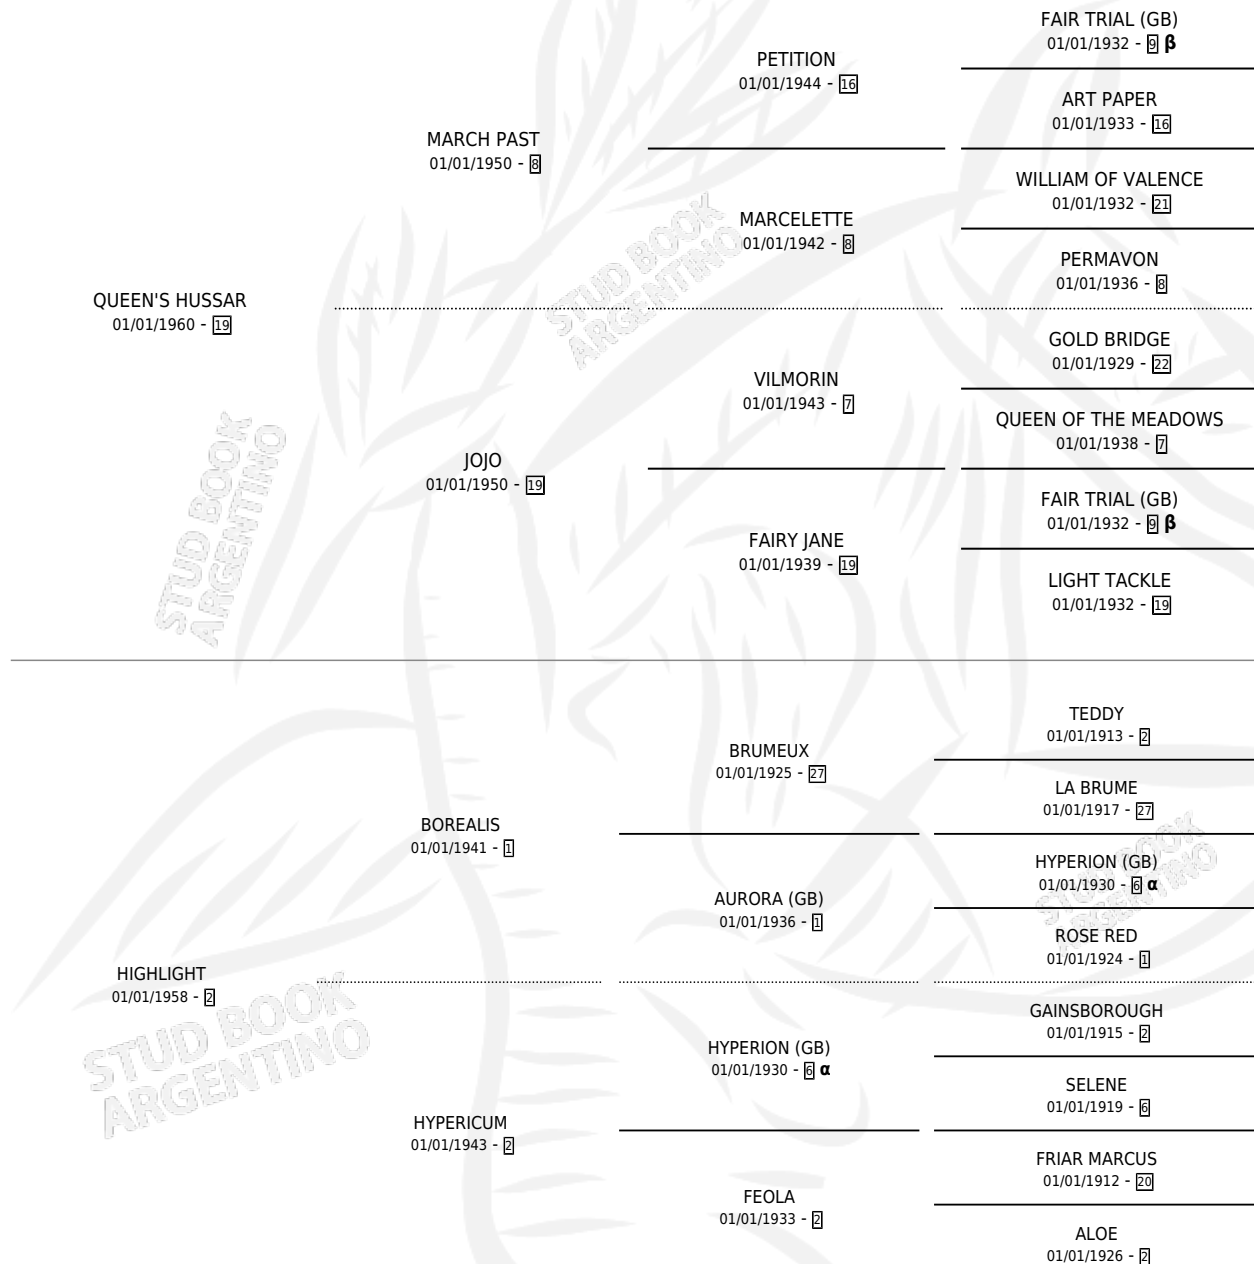 FAIR TRIAL (GB)
01/01/1932 - 9 β
PETITION
01/01/1944 - 16
ART PAPER
01/01/1933 - 16
MARCH PAST
01/01/1950 - 8
WILLIAM OF VALENCE
01/01/1932 - 21
MARCELETTE
01/01/1942 - 8
PERMAVON
01/01/1936 - 8
QUEEN'S HUSSAR
01/01/1960 - 19
GOLD BRIDGE
01/01/1929 - 22
VILMORIN
01/01/1943 - 7
QUEEN OF THE MEADOWS
01/01/1938 - 7
JOJO
01/01/1950 - 19
FAIR TRIAL (GB)
01/01/1932 - 9 β
FAIRY JANE
01/01/1939 - 19
LIGHT TACKLE
01/01/1932 - 19
TEDDY
01/01/1913 - 2
BRUMEUX
01/01/1925 - 27
LA BRUME
01/01/1917 - 27
BOREALIS
01/01/1941 - 1
HYPERION (GB)
01/01/1930 - 6 α
AURORA (GB)
01/01/1936 - 1
ROSE RED
01/01/1924 - 1
HIGHLIGHT
01/01/1958 - 2
GAINSBOROUGH
01/01/1915 - 2
HYPERION (GB)
01/01/1930 - 6 α
SELENE
01/01/1919 - 6
HYPERICUM
01/01/1943 - 2
FRIAR MARCUS
01/01/1912 - 20
FEOLA
01/01/1933 - 2
ALOE
01/01/1926 - 2
STUD BOOK
ARGENTINO
STUD BOOK
ARGENTINO
STUD BOOK
ARGENTINO
STUD BOOK
ARGENTINO